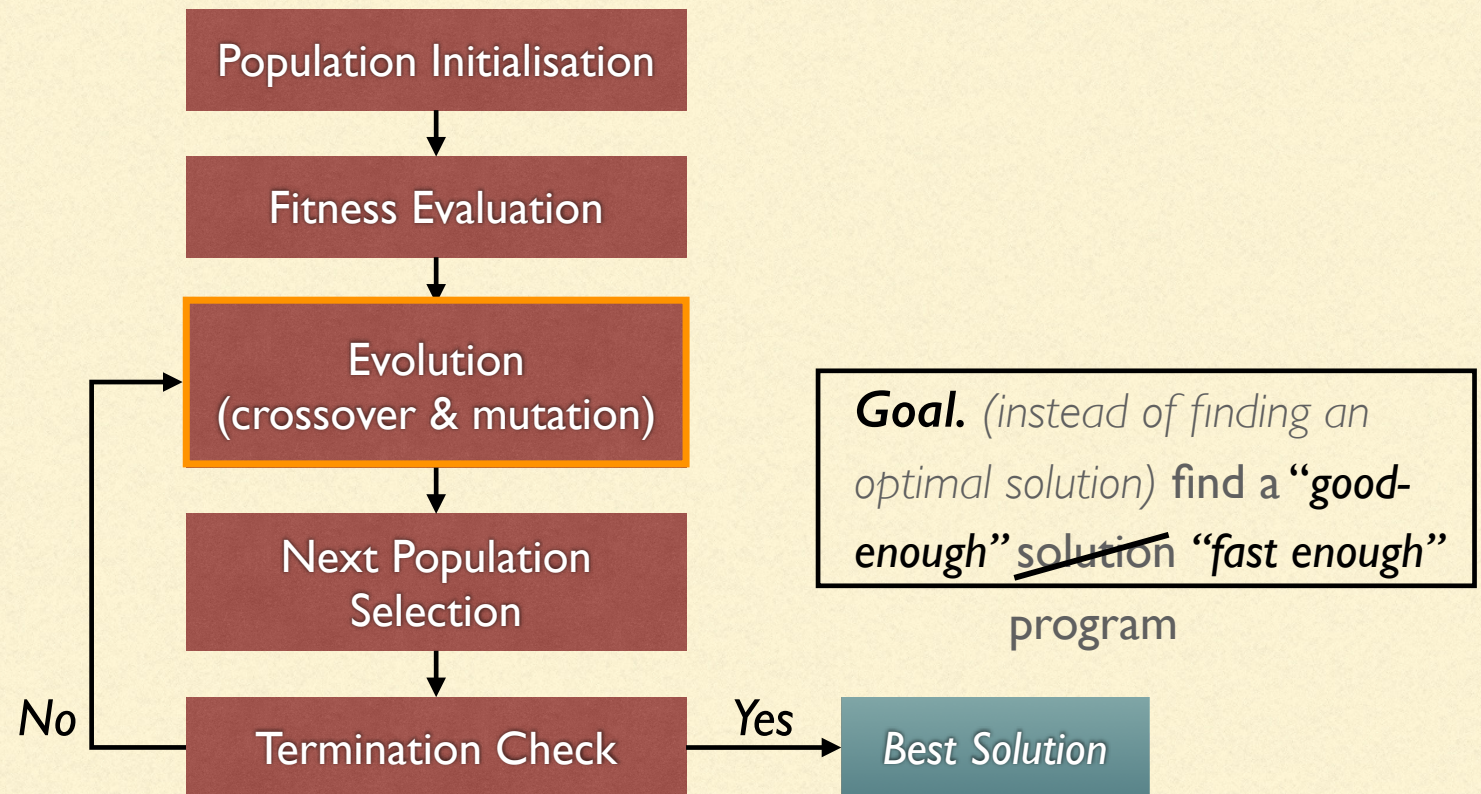 Population Initialisation
Fitness Evaluation
Evolution
(crossover & mutation)
Next Population
Selection
No
Termination Check
Yes
Best Solution
Goal. (instead of finding an
optimal solution) find a “good-
enough” solution “fast enough”
program